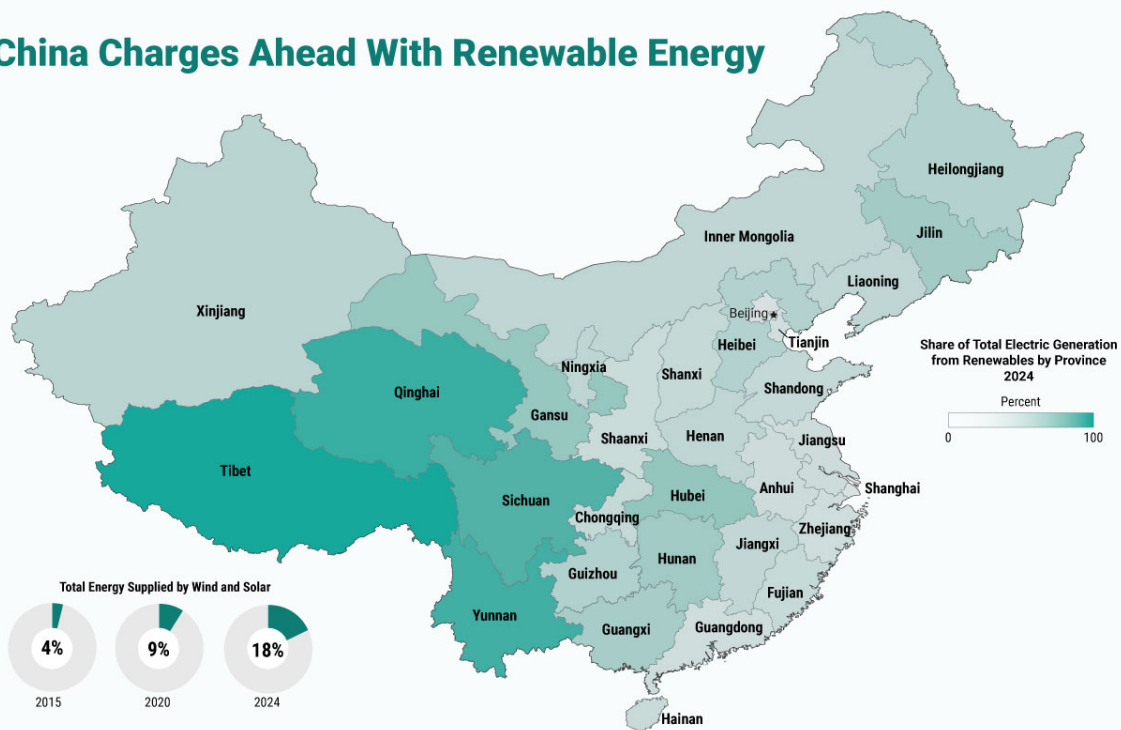 China Charges Ahead With Renewable Energy
Heilongjiang
Jilin
Inner Mongolia
Liaoning
Xinjiang
Beijing
Tianjin
Heibei
Share of Total Electric Generation
from Renewables by Province
2024
Percent
0
100
Ningxia
Shanxi
Shandong
Qinghai
Gansu
Shaanxi
Henan
Jiangsu
Tibet
Sichuan
Hubei
Anhui
Shanghai
Chongqing
Zhejiang
Jiangxi
Hunan
Guizhou
Fujian
Yunnan
Guangxi
Guangdong
Hainan
Total Energy Supplied by Wind and Solar
4%
9%
18%
2015
2020
2024